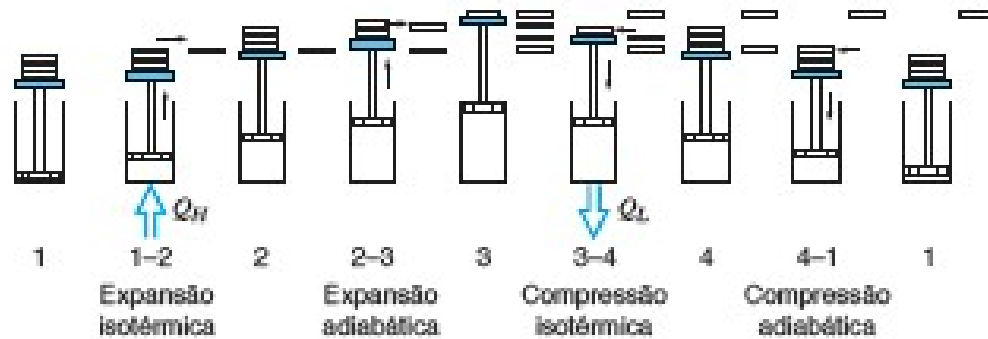 Q_H
Q_L
1
1–2
2
2–3
3
3–4
4
4–1
1
Expansão
isotérmica
Expansão
adiabática
Compressão
isotérmica
Compressão
adiabática